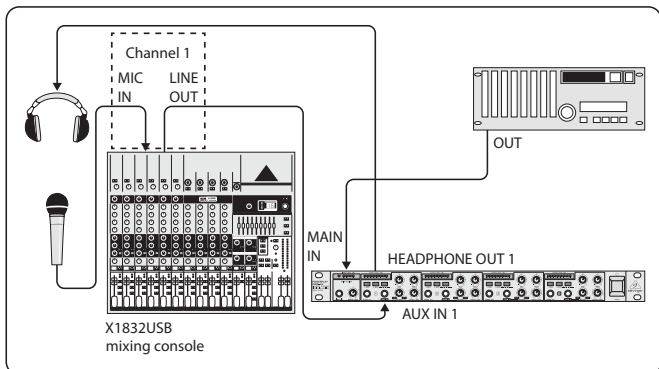 Channel 1
MIC
IN
LINE
OUT
OUT
MAIN
IN
HEADPHONE OUT 1
AUX IN 1
X1832USB
mixing console